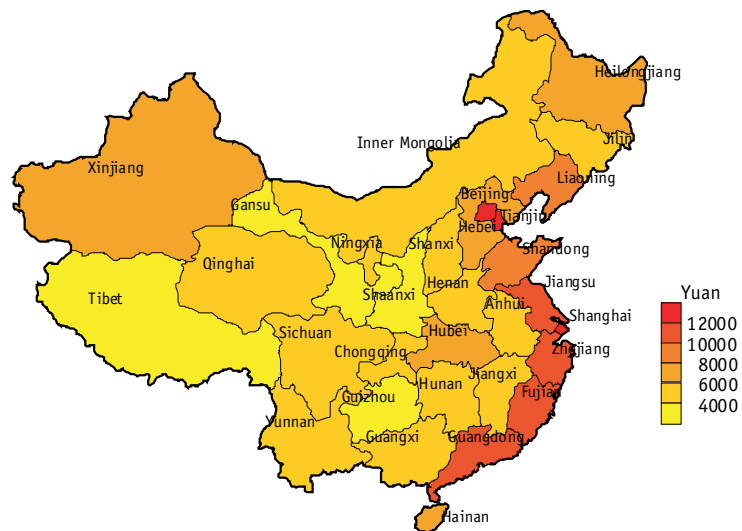 Heilongjiang
Jilin
Inner Mongolia
Liaoning
Xinjiang
Beijing
Tianjin
Gansu
Hebei
Ningxia
Shanxi
Shandong
Qinghai
Jiangsu
Shaanxi
Henan
Tibet
Anhui
Shanghai
Sichuan
Hubei
Chongqing
Zhejiang
Jiangxi
Hunan
Guizhou
Fujian
Yunnan
Guangxi
Guangdong
Hainan
Yuan
12000
10000
8000
6000
4000